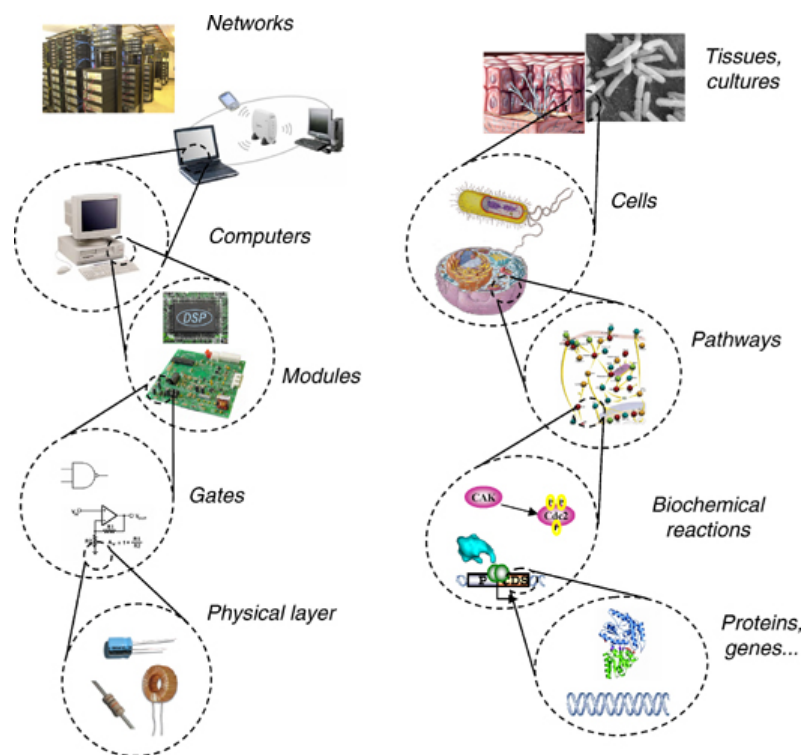 Networks
Computers
DSP
Modules
Gates
Physical layer
Tissues,
cultures
Cells
Pathways
Biochemical
reactions
CAK
Cdc2
P
P
P
P
Proteins,
genes...